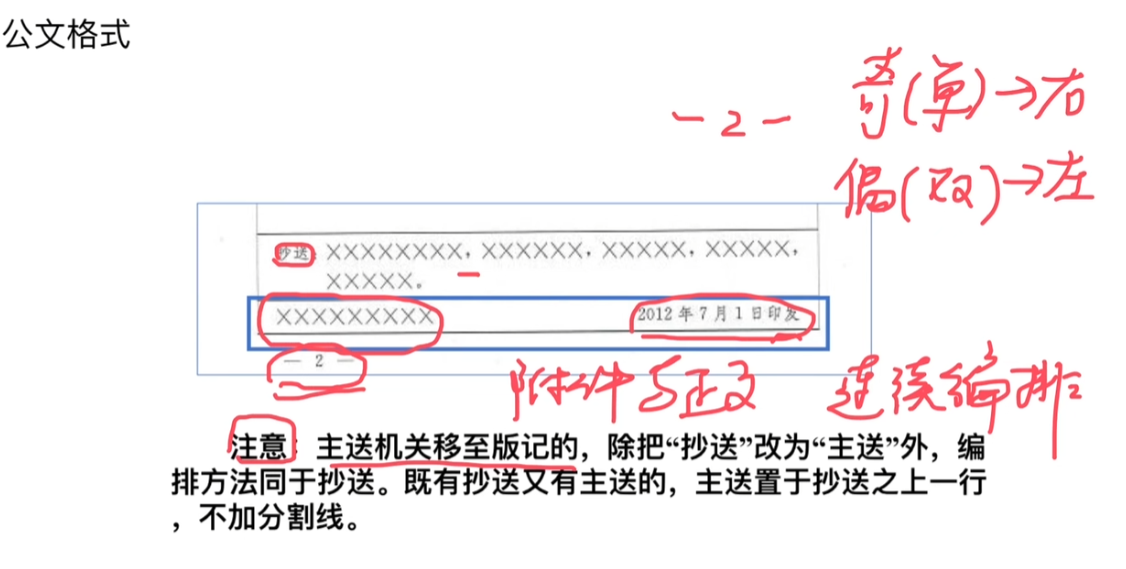 公文格式
-2-
奇(单)→右
偏(双)→左
抄送：XXXXXXXX，XXXXXX，XXXXX，XXXXX，
XXXXX。
XXXXXXXXX 2012年7月1日印发
— 2 —
附件与正文 连续编排
注意：主送机关移至版记的，除把“抄送”改为“主送”外，编
排方法同于抄送。既有抄送又有主送的，主送置于抄送之上一行
，不加分割线。